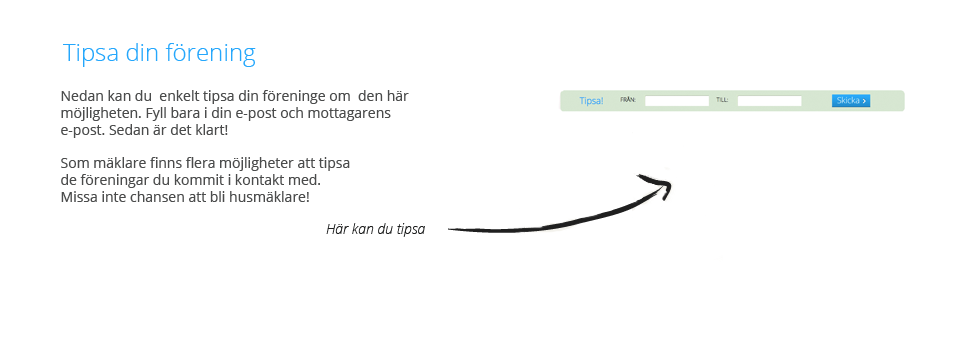 Tipsa din förening
Nedan kan du enkelt tipsa din föreninge om den här
möjligheten. Fyll bara i din e-post och mottagarens
e-post. Sedan är det klart!
Som mäklare finns flera möjligheter att tipsa
de föreningar du kommit i kontakt med.
Missa inte chansen att bli husmäklare!
Här kan du tipsa
Tipsa! FRÅN: TILL: Skicka ›